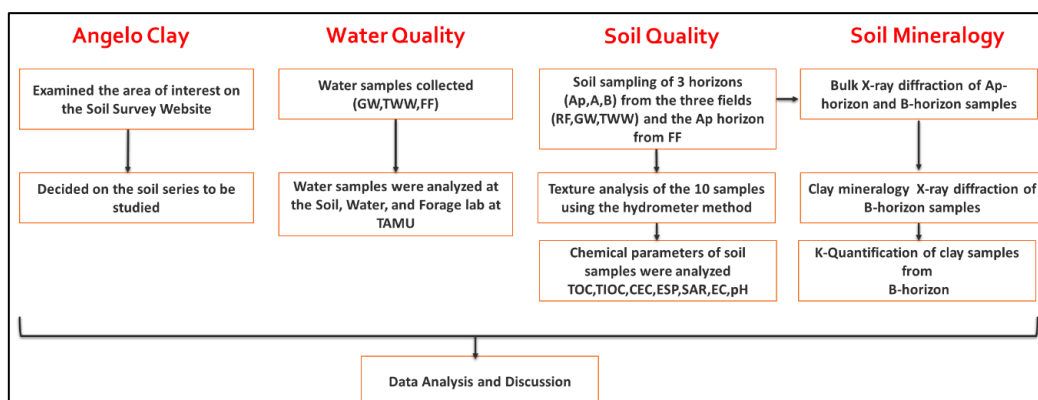 Angelo Clay
Examined the area of interest on
the Soil Survey Website
Decided on the soil series to be
studied
Water Quality
Water samples collected
(GW,TWW,FF)
Water samples were analyzed at
the Soil, Water, and Forage lab at
TAMU
Soil Quality
Soil sampling of 3 horizons
(Ap,A,B) from the three fields
(RF,GW,TWW) and the Ap horizon
from FF
Texture analysis of the 10 samples
using the hydrometer method
Chemical parameters of soil
samples were analyzed
TOC,TIOC,CEC,ESP,SAR,EC,pH
Soil Mineralogy
Bulk X-ray diffraction of Ap-
horizon and B-horizon samples
Clay mineralogy X-ray diffraction of
B-horizon samples
K-Quantification of clay samples
from
B-horizon
Data Analysis and Discussion